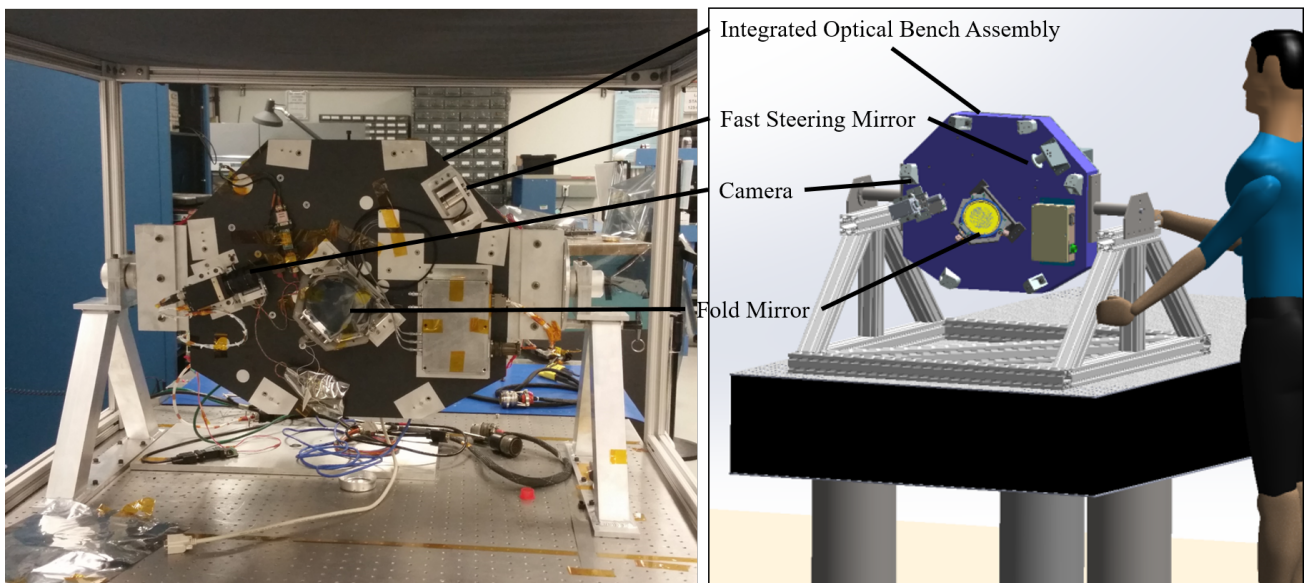 Integrated Optical Bench Assembly
Fast Steering Mirror
Camera
Fold Mirror